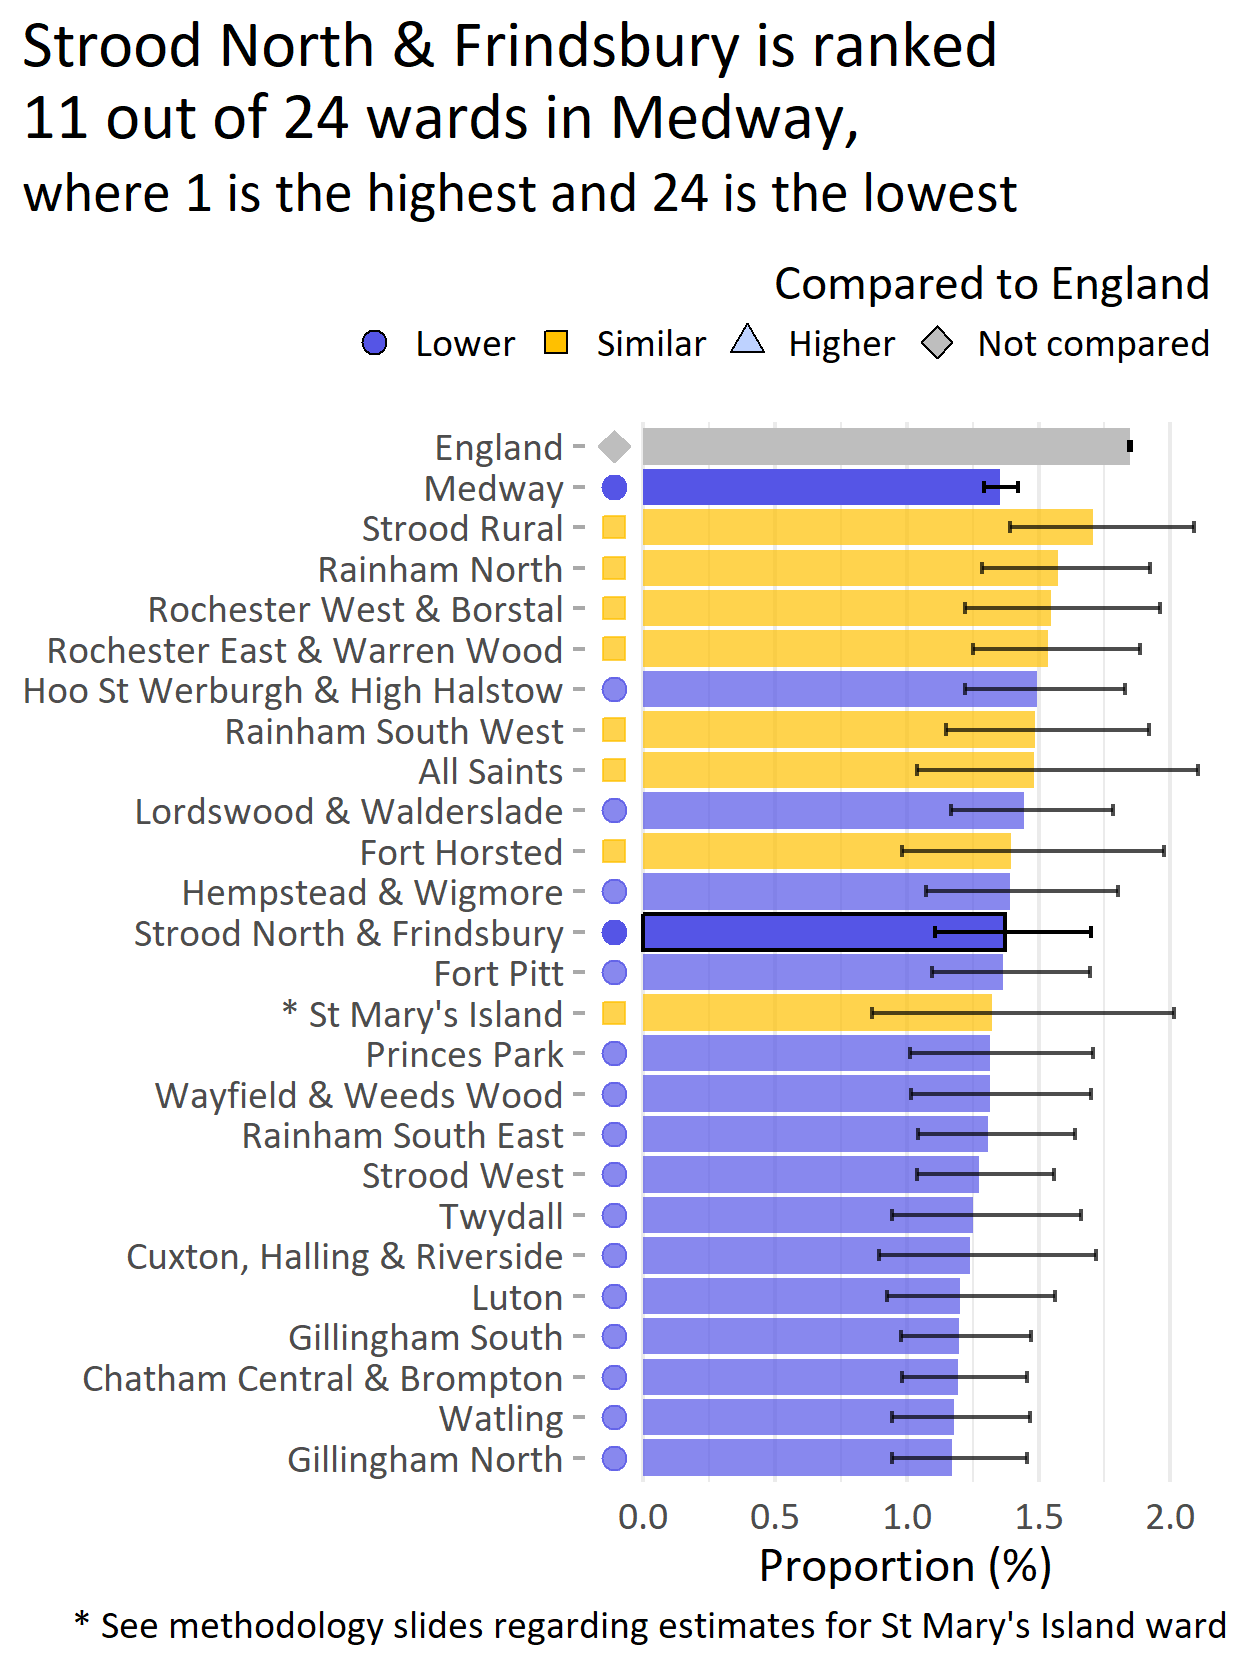 Strood North & Frindsbury is ranked
11 out of 24 wards in Medway,
where 1 is the highest and 24 is the lowest
Compared to England
Lower Similar Higher Not compared
England
Medway
Strood Rural
Rainham North
Rochester West & Borstal
Rochester East & Warren Wood
Hoo St Werburgh & High Halstow
Rainham South West
All Saints
Lordswood & Walderslade
Fort Horsted
Hempstead & Wigmore
Strood North & Frindsbury
Fort Pitt
* St Mary's Island
Princes Park
Wayfield & Weeds Wood
Rainham South East
Strood West
Twydall
Cuxton, Halling & Riverside
Luton
Gillingham South
Chatham Central & Brompton
Watling
Gillingham North
0.0 0.5 1.0 1.5 2.0
Proportion (%)
* See methodology slides regarding estimates for St Mary's Island ward